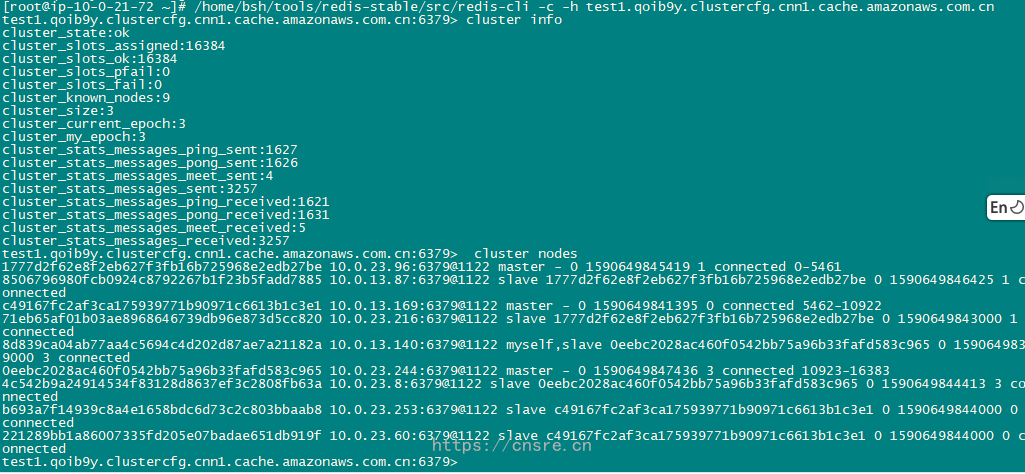 [root@ip-10-0-21-72 ~]# /home/bsh/tools/redis-stable/src/redis-cli -c -h test1.qoib9y.clustercfg.cnn1.cache.amazonaws.com.cn
test1.qoib9y.clustercfg.cnn1.cache.amazonaws.com.cn:6379> cluster info
cluster_state:ok
cluster_slots_assigned:16384
cluster_slots_ok:16384
cluster_slots_pfail:0
cluster_slots_fail:0
cluster_known_nodes:9
cluster_size:3
cluster_current_epoch:3
cluster_my_epoch:3
cluster_stats_messages_ping_sent:1627
cluster_stats_messages_pong_sent:1626
cluster_stats_messages_meet_sent:4
cluster_stats_messages_sent:3257
cluster_stats_messages_ping_received:1621
cluster_stats_messages_pong_received:1631
En
cluster_stats_messages_meet_received:5
cluster_stats_messages_received:3257
test1.qoib9y.clustercfg.cnn1.cache.amazonaws.com.cn:6379>  cluster nodes
1777d2f62e8f2eb627f3fb16b725968e2edb27be 10.0.23.96:6379@1122 master - 0 1590649845419 1 connected 0-5461
8506796980fcb0924c8792267b1f23b5fadd7885 10.0.13.87:6379@1122 slave 1777d2f62e8f2eb627f3fb16b725968e2edb27be 0 1590649846425 1 c
onnected
c49167fc2af3ca175939771b90971c6613b1c3e1 10.0.13.169:6379@1122 master - 0 1590649841395 0 connected 5462-10922
71eb65af01b03ae8968646739db96e873d5cc820 10.0.23.216:6379@1122 slave 1777d2f62e8f2eb627f3fb16b725968e2edb27be 0 1590649843000 1
connected
8d839ca04ab77aa4c5694c4d202d87ae7a21182a 10.0.13.140:6379@1122 myself,slave 0eebc2028ac460f0542bb75a96b33fafd583c965 0 159064983
9000 3 connected
0eebc2028ac460f0542bb75a96b33fafd583c965 10.0.23.244:6379@1122 master - 0 1590649847436 3 connected 10923-16383
4c542b9a24914534f83128d8637ef3c2808fb63a 10.0.23.8:6379@1122 slave 0eebc2028ac460f0542bb75a96b33fafd583c965 0 1590649844413 3 co
nnected
b693a7f14939c8a4e1658bdc6d73c2c803bbaab8 10.0.23.253:6379@1122 slave c49167fc2af3ca175939771b90971c6613b1c3e1 0 1590649844000 0
connected
221289bb1a86007335fd205e07badae651db919f 10.0.23.60:6379@1122 slave c49167fc2af3ca175939771b90971c6613b1c3e1 0 1590649844000 0 c
onnected
https://cnsre.cn
test1.qoib9y.clustercfg.cnn1.cache.amazonaws.com.cn:6379>